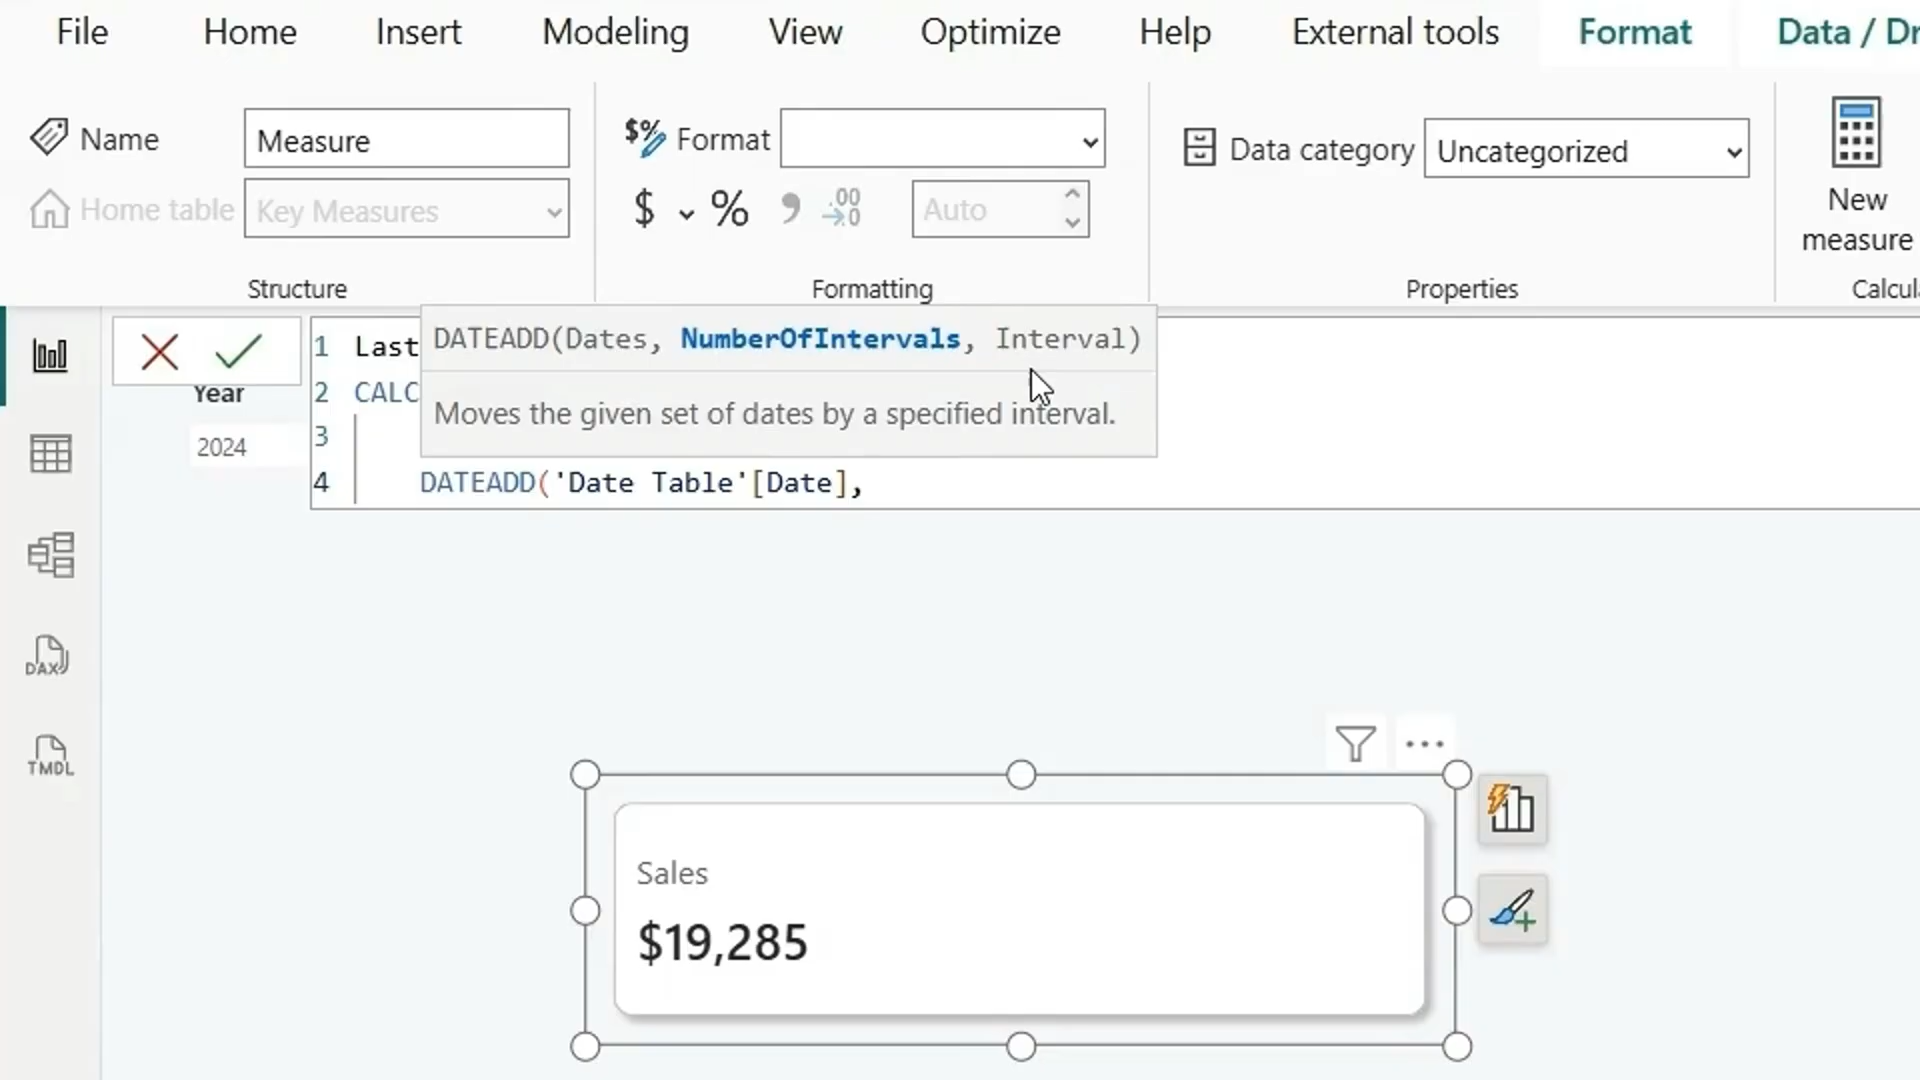 File Home Insert Modeling View Optimize Help External tools Format Data / Dr
Name Measure
Home table Key Measures
Structure
$% Format
$ % , .00 →.0 Auto
Formatting
Data category Uncategorized
Properties
New
measure
Calcula
DATEADD(Dates, NumberOfIntervals, Interval)
Moves the given set of dates by a specified interval.
1 Last
2 CALC
3
4 DATEADD('Date Table'[Date],
Year
2024
DAX
TMDL
Sales
$19,285